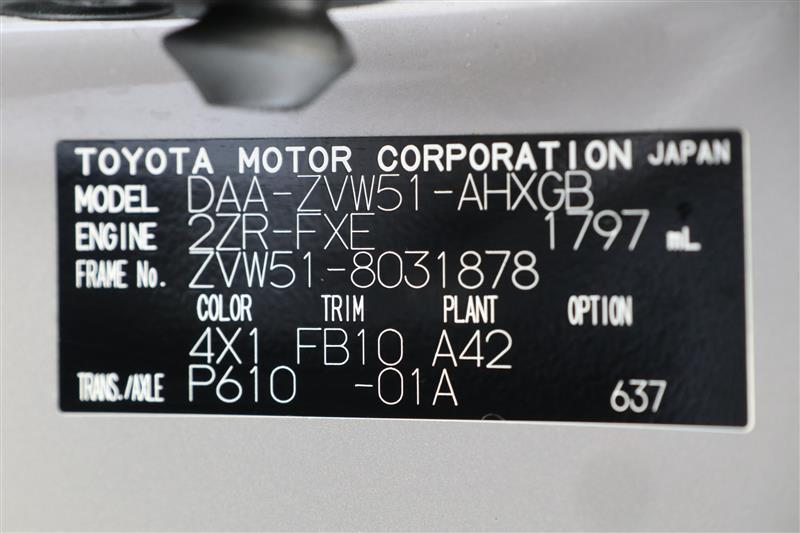 TOYOTA MOTOR CORPORATION JAPAN
MODEL DAA-ZVW51-AHXGB
ENGINE 2ZR-FXE 1797 mL
FRAME No. ZVW51-8031878
COLOR TRIM PLANT OPTION
4X1 FB10 A42
TRANS./AXLE P610 -01A 637